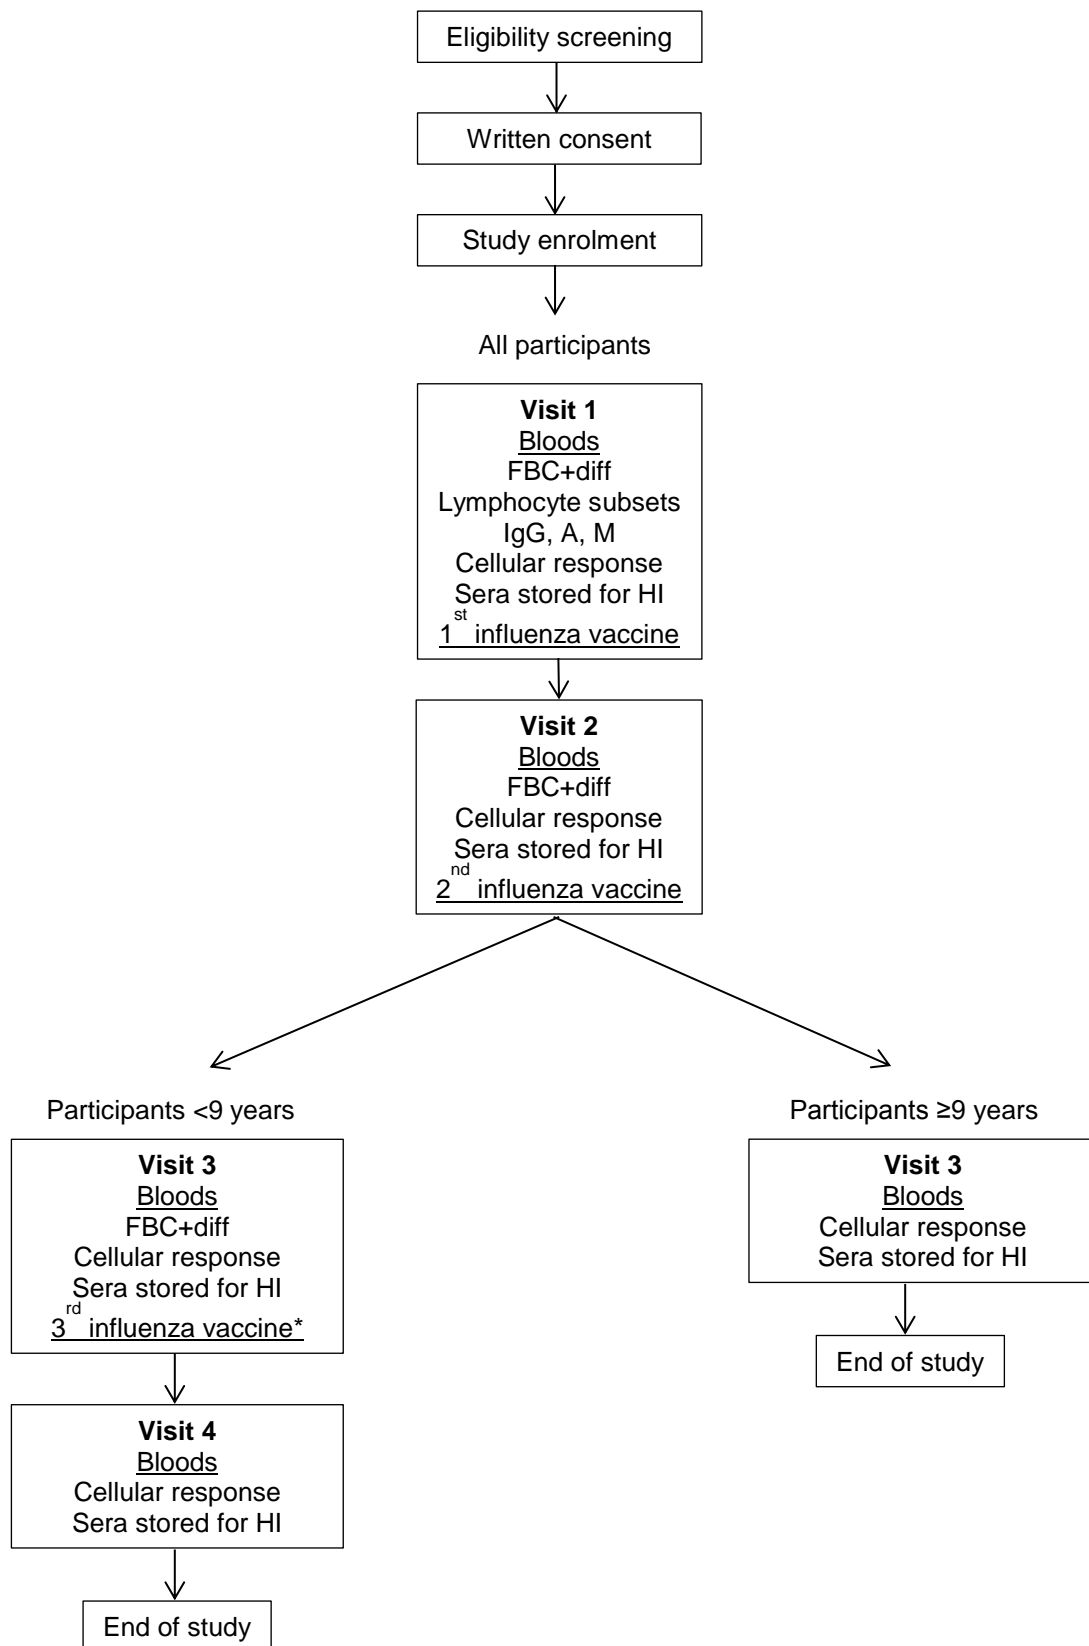 Eligibility screening
Written consent
Study enrolment
All participants
Visit 1
Bloods
FBC+diff
Lymphocyte subsets
IgG, A, M
Cellular response
Sera stored for HI
1st influenza vaccine
Visit 2
Bloods
FBC+diff
Cellular response
Sera stored for HI
2nd influenza vaccine
Participants <9 years
Visit 3
Bloods
FBC+diff
Cellular response
Sera stored for HI
3rd influenza vaccine*
Visit 4
Bloods
Cellular response
Sera stored for HI
End of study
Participants ≥9 years
Visit 3
Bloods
Cellular response
Sera stored for HI
End of study